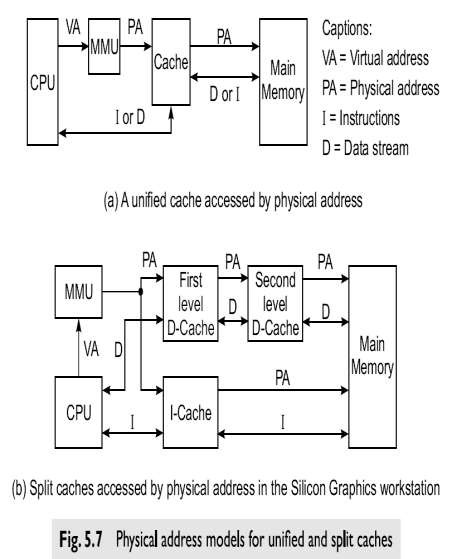 VA
PA
PA
CPU
MMU
Cache
Main
Memory
D or I
I or D
Captions:
VA = Virtual address
PA = Physical address
I = Instructions
D = Data stream
(a) A unified cache accessed by physical address
PA
PA
PA
MMU
First
level
D-Cache
Second
level
D-Cache
D
D
VA
D
Main
Memory
CPU
I
I-Cache
PA
I
(b) Split caches accessed by physical address in the Silicon Graphics workstation
Fig. 5.7 Physical address models for unified and split caches